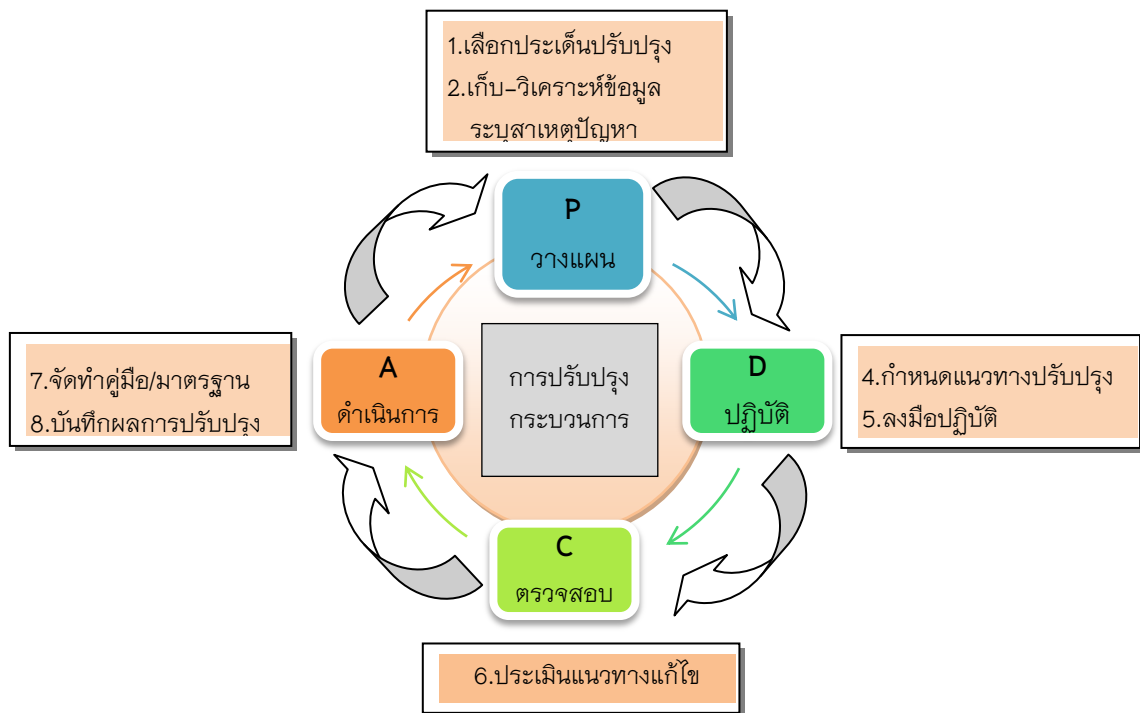 1.เลือกประเด็นปรับปรุง
2.เก็บ-วิเคราะห์ข้อมูล
ระบุสาเหตุปัญหา
P
วางแผน
7.จัดทำคู่มือ/มาตรฐาน
8.บันทึกผลการปรับปรุง
A
ดำเนินการ
การปรับปรุง
กระบวนการ
D
ปฏิบัติ
4.กำหนดแนวทางปรับปรุง
5.ลงมือปฏิบัติ
C
ตรวจสอบ
6.ประเมินแนวทางแก้ไข